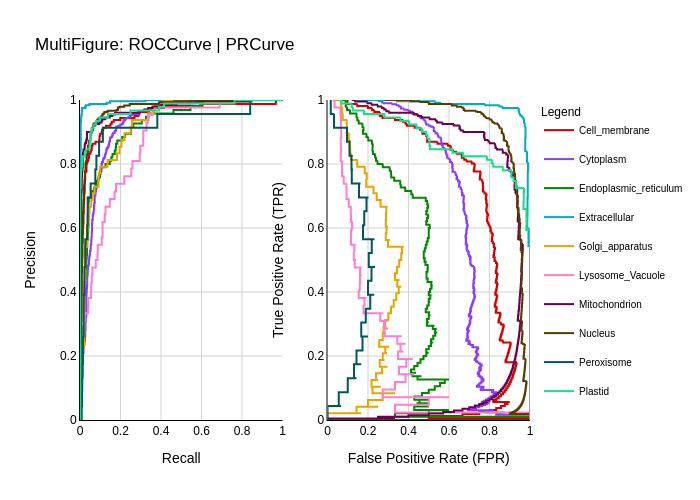 MultiFigure: ROCCurve | PRCurve
Precision
1
0.8
0.6
0.4
0.2
0
0 0.2 0.4 0.6 0.8 1
Recall
True Positive Rate (TPR)
1
0.8
0.6
0.4
0.2
0
0 0.2 0.4 0.6 0.8 1
False Positive Rate (FPR)
Legend
Cell_membrane
Cytoplasm
Endoplasmic_reticulum
Extracellular
Golgi_apparatus
Lysosome_Vacuole
Mitochondrion
Nucleus
Peroxisome
Plastid